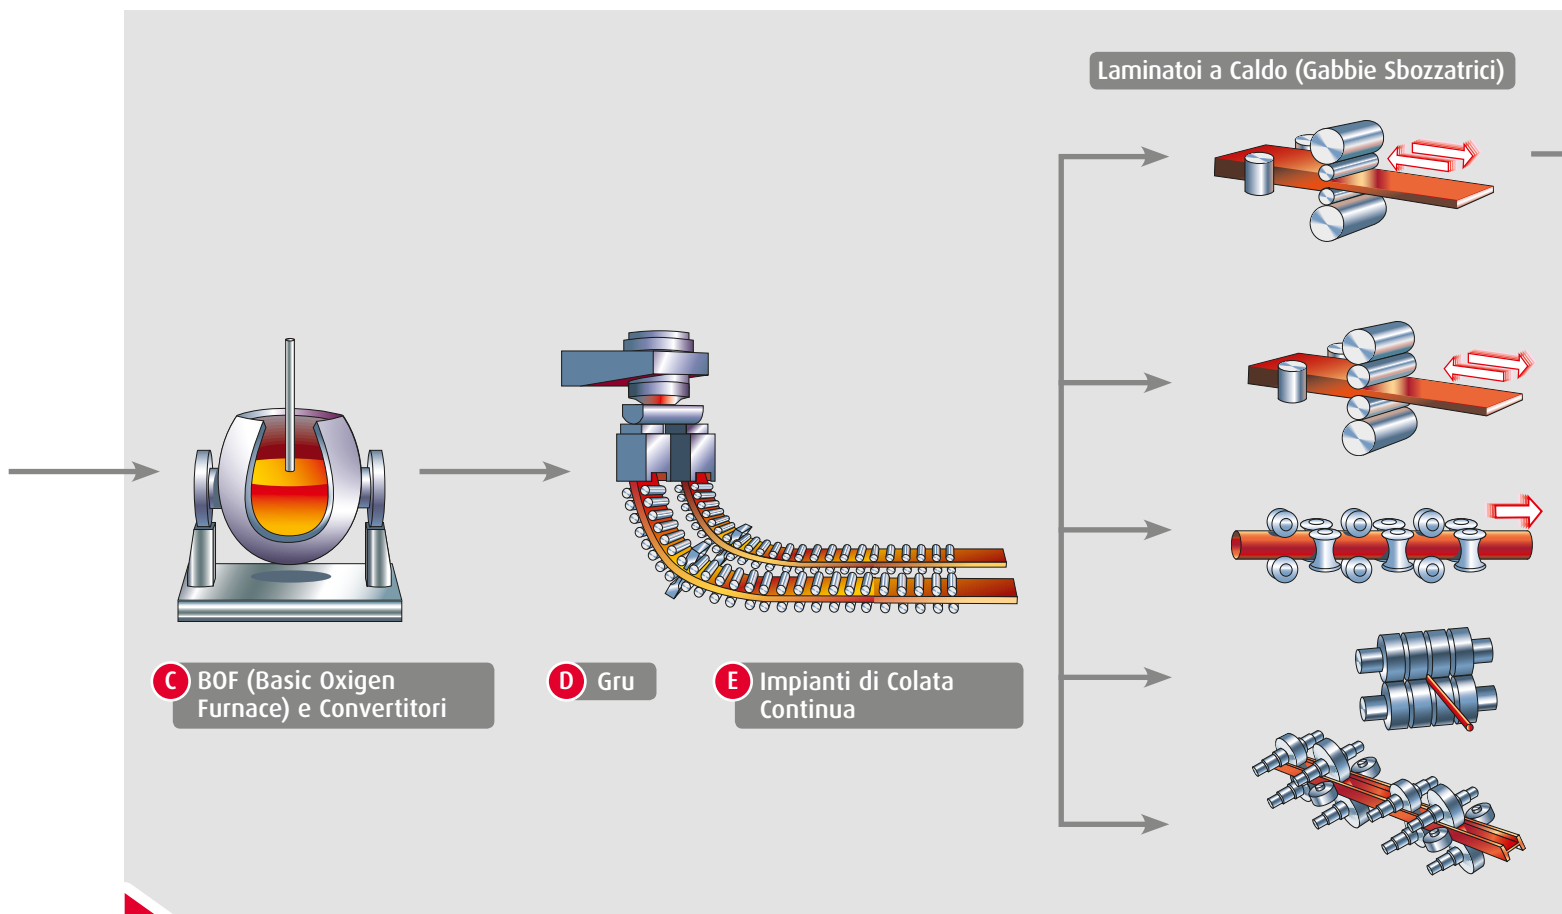 Laminatoi a Caldo (Gabbie Sbozzatrici)
C BOF (Basic Oxigen
Furnace) e Convertitori
D Gru
E Impianti di Colata
Continua